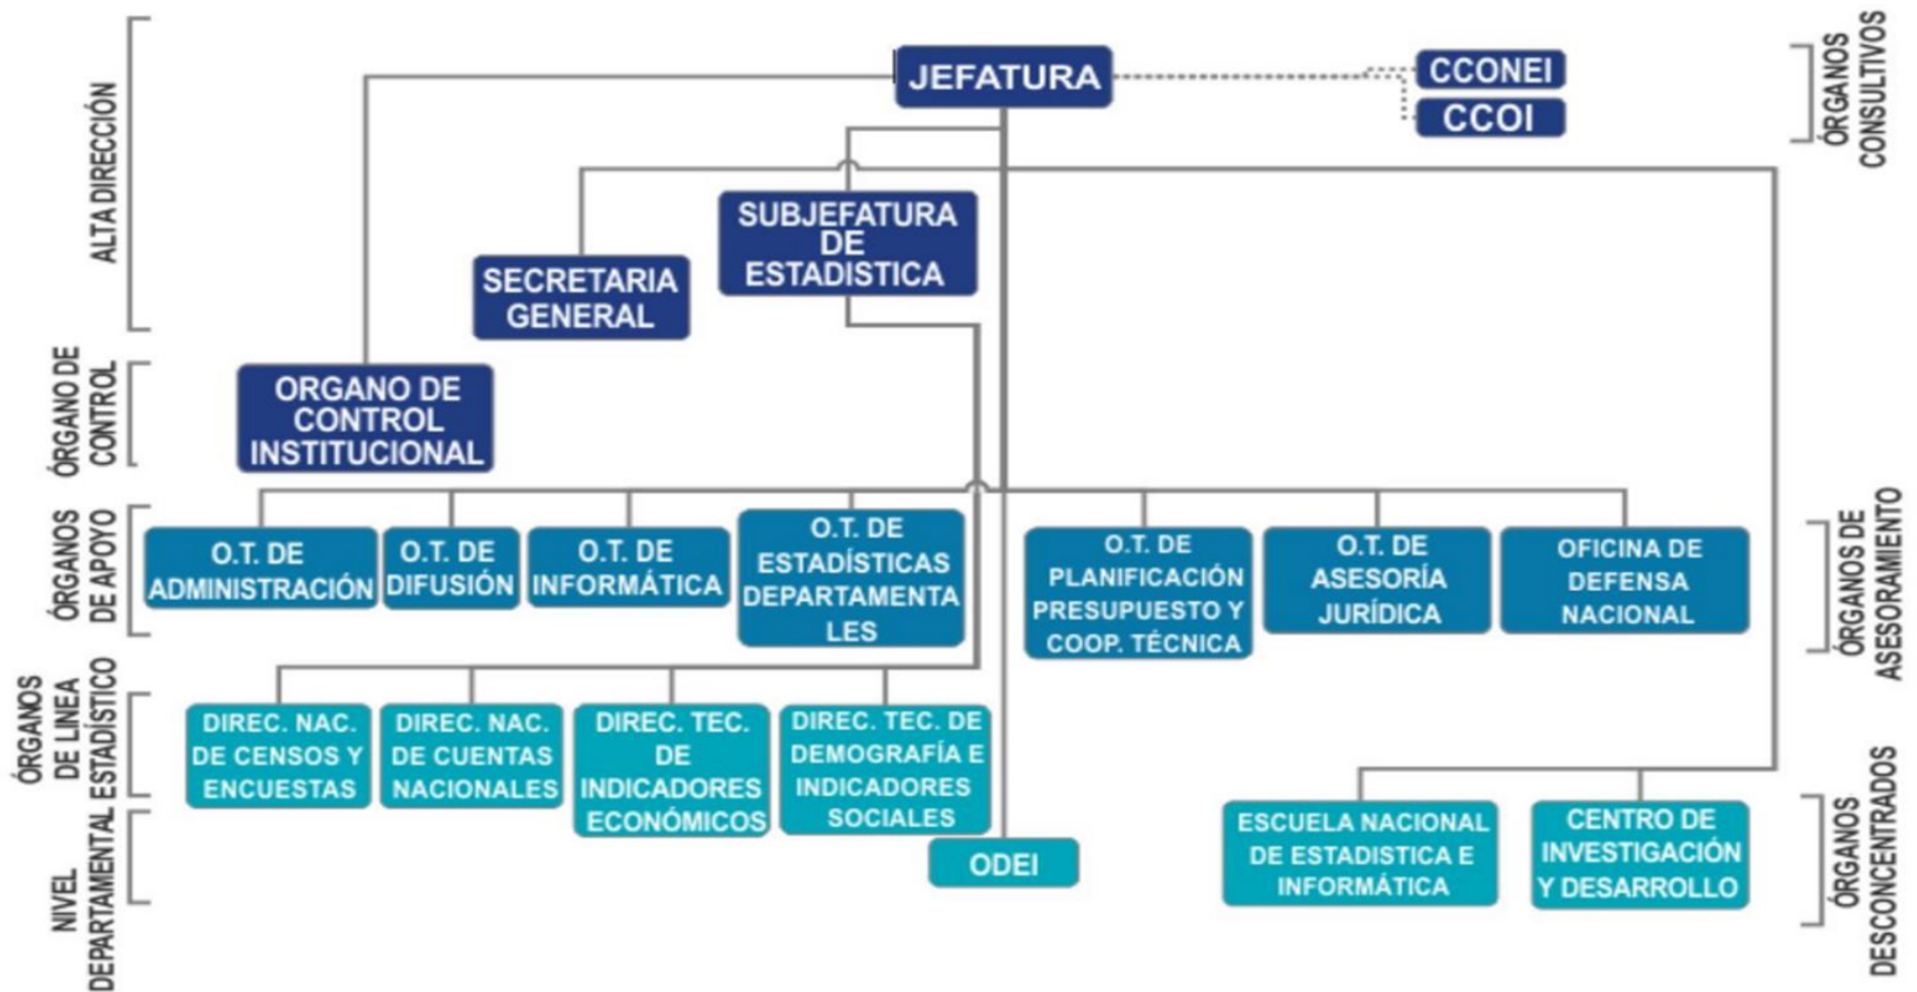 JEFATURA
CCONEI
CCOI
ÓRGANOS
CONSULTIVOS
ALTA DIRECCIÓN
SUBJEFATURA
DE
ESTADISTICA
SECRETARIA
GENERAL
ÓRGANO DE
CONTROL
ORGANO DE
CONTROL
INSTITUCIONAL
ÓRGANOS
DE APOYO
O.T. DE
ADMINISTRACIÓN
O.T. DE
DIFUSIÓN
O.T. DE
INFORMÁTICA
O.T. DE
ESTADÍSTICAS
DEPARTAMENTA
LES
O.T. DE
PLANIFICACIÓN
PRESUPUESTO Y
COOP. TÉCNICA
O.T. DE
ASESORÍA
JURÍDICA
OFICINA DE
DEFENSA
NACIONAL
ÓRGANOS DE
ASESORAMIENTO
ÓRGANOS
DE LINEA
ESTADÍSTICO
DIREC. NAC.
DE CENSOS Y
ENCUESTAS
DIREC. NAC.
DE CUENTAS
NACIONALES
DIREC. TEC.
DE
INDICADORES
ECONÓMICOS
DIREC. TEC. DE
DEMOGRAFÍA E
INDICADORES
SOCIALES
NIVEL
DEPARTAMENTAL
ODEI
ESCUELA NACIONAL
DE ESTADISTICA E
INFORMÁTICA
CENTRO DE
INVESTIGACIÓN
Y DESARROLLO
ÓRGANOS
DESCONCENTRADOS